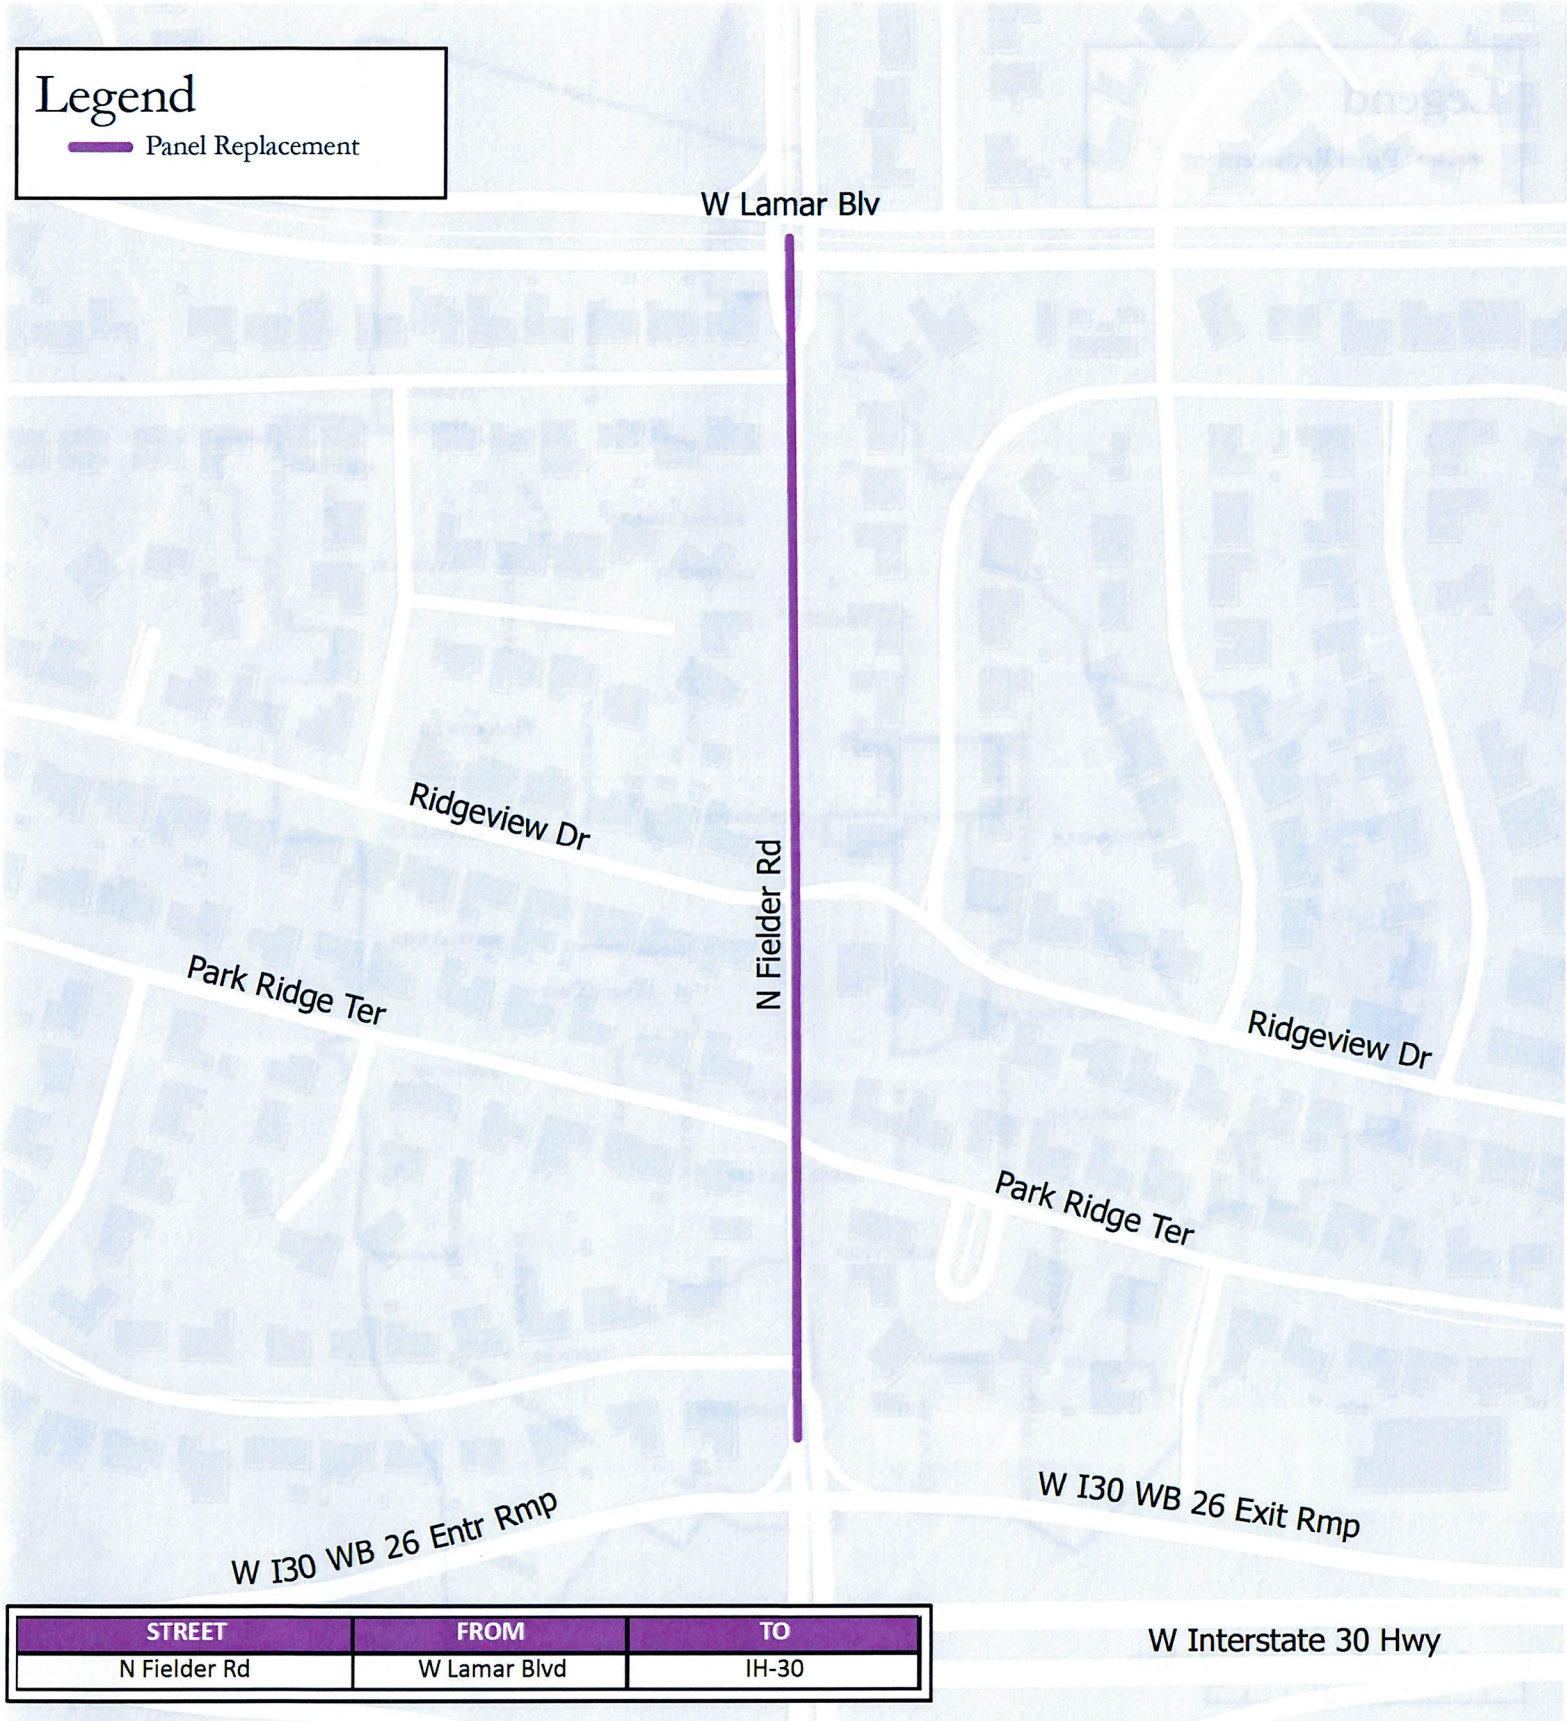 Legend
Panel Replacement
W Lamar Blv
Ridgeview Dr
N Fielder Rd
Park Ridge Ter
Ridgeview Dr
Park Ridge Ter
W I30 WB 26 Exit Rmp
W I30 WB 26 Entr Rmp
STREET FROM TO
N Fielder Rd W Lamar Blvd IH-30
W Interstate 30 Hwy